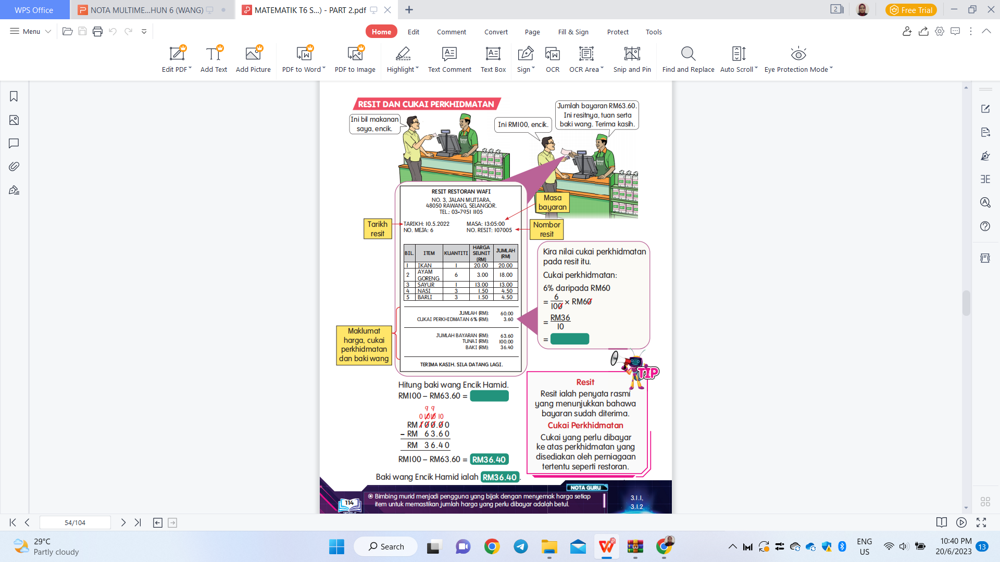 WPS Office
NOTA MULTIME...HUN 6 (WANG)
MATEMATIK T6 S...) - PART 2.pdf
2
Free Trial
Menu
Home
Edit
Comment
Convert
Page
Fill & Sign
Protect
Tools
Edit PDF
Add Text
Add Picture
PDF to Word
PDF to Image
Highlight
Text Comment
Text Box
Sign
OCR
OCR Area
Snip and Pin
Find and Replace
Auto Scroll
Eye Protection Mode
RESIT DAN CUKAI PERKHIDMATAN
Ini bil makanan
saya, encik.
Ini RM100, encik.
Jumlah bayaran RM63.60.
Ini resitnya, tuan serta
baki wang. Terima kasih.
RESIT RESTORAN WAFI
NO. 3, JALAN MUTIARA,
48050 RAWANG, SELANGOR.
TEL.: 03-7951 1105
TARIKH: 10.5.2022 MASA: 13:05:00
NO. MEJA: 6 NO. RESIT: 107005
Tarikh
resit
Masa
bayaran
Nombor
resit
BIL. ITEM KUANTITI HARGA SEUNIT (RM) JUMLAH (RM)
1 IKAN 1 20.00 20.00
2 AYAM GORENG 6 3.00 18.00
3 SAYUR 1 13.00 13.00
4 NASI 3 1.50 4.50
5 BARLI 3 1.50 4.50
JUMLAH (RM): 60.00
CUKAI PERKHIDMATAN 6% (RM): 3.60
JUMLAH BAYARAN (RM): 63.60
TUNAI (RM): 100.00
BAKI (RM): 36.40
TERIMA KASIH. SILA DATANG LAGI.
Maklumat
harga, cukai
perkhidmatan
dan baki wang
Kira nilai cukai perkhidmatan
pada resit itu.
Cukai perkhidmatan:
6% daripada RM60
= 6/100 × RM60
= RM36/10
=
Hitung baki wang Encik Hamid.
RM100 – RM63.60 =
9 9
0 10 10 10
RM 100.00
– RM 63.60
RM 36.40
RM100 – RM63.60 = RM36.40
Baki wang Encik Hamid ialah RM36.40.
TIP
Resit
Resit ialah penyata rasmi
yang menunjukkan bahawa
bayaran sudah diterima.
Cukai Perkhidmatan
Cukai yang perlu dibayar
ke atas perkhidmatan yang
disediakan oleh perniagaan
tertentu seperti restoran.
NOTA GURU
Bimbing murid menjadi pengguna yang bijak dengan menyemak harga setiap
item untuk memastikan jumlah harga yang perlu dibayar adalah betul.
114
3.1.1,
3.1.2
54/104
29°C
Partly cloudy
Search
ENG
US
10:40 PM
20/6/2023
13